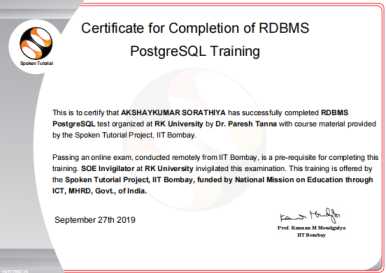 Certificate for Completion of RDBMS
PostgreSQL Training
Spoken Tutorial
This is to certify that AKSHAYKUMAR SORATHIYA has successfully completed RDBMS
PostgreSQL test organized at RK University by Dr. Paresh Tanna with course material provided
by the Spoken Tutorial Project, IIT Bombay.
Passing an online exam, conducted remotely from IIT Bombay, is a pre-requisite for completing this
training. SOE Invigilator at RK University invigilated this examination. This training is offered by
the Spoken Tutorial Project, IIT Bombay, funded by National Mission on Education through
ICT, MHRD, Govt., of India.
September 27th 2019
Prof. Kannan M Moudgalya
IIT Bombay